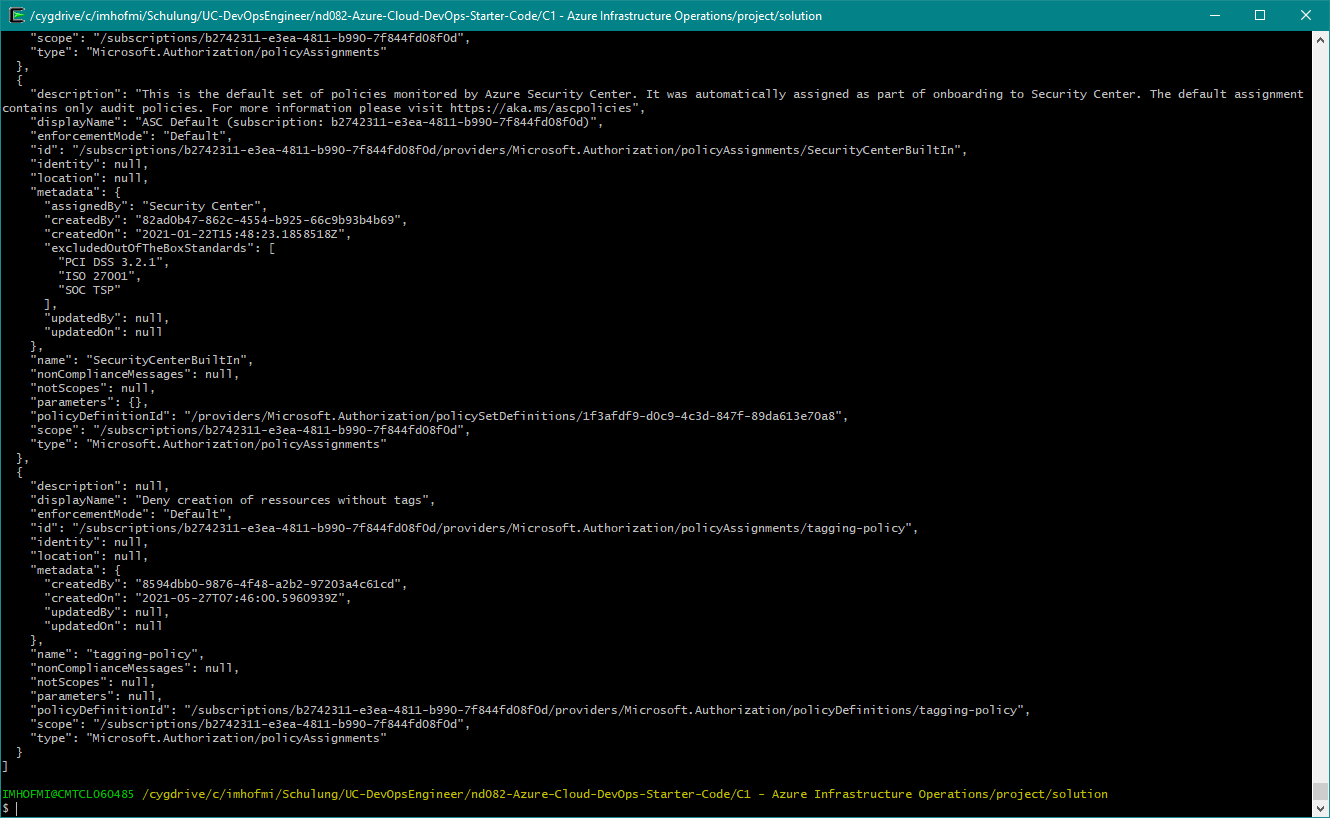 /cygdrive/c/imhofmi/Schulung/UC-DevOpsEngineer/nd082-Azure-Cloud-DevOps-Starter-Code/C1 - Azure Infrastructure Operations/project/solution
    "scope": "/subscriptions/b2742311-e3ea-4811-b990-7f844fd08f0d",
    "type": "Microsoft.Authorization/policyAssignments"
  },
  {
    "description": "This is the default set of policies monitored by Azure Security Center. It was automatically assigned as part of onboarding to Security Center. The default assignment
contains only audit policies. For more information please visit https://aka.ms/ascpolicies",
    "displayName": "ASC Default (subscription: b2742311-e3ea-4811-b990-7f844fd08f0d)",
    "enforcementMode": "Default",
    "id": "/subscriptions/b2742311-e3ea-4811-b990-7f844fd08f0d/providers/Microsoft.Authorization/policyAssignments/SecurityCenterBuiltIn",
    "identity": null,
    "location": null,
    "metadata": {
      "assignedBy": "Security Center",
      "createdBy": "82ad0b47-862c-4554-b925-66c9b93b4b69",
      "createdOn": "2021-01-22T15:48:23.1858518Z",
      "excludedOutOfTheBoxStandards": [
        "PCI DSS 3.2.1",
        "ISO 27001",
        "SOC TSP"
      ],
      "updatedBy": null,
      "updatedOn": null
    },
    "name": "SecurityCenterBuiltIn",
    "nonComplianceMessages": null,
    "notScopes": null,
    "parameters": {},
    "policyDefinitionId": "/providers/Microsoft.Authorization/policySetDefinitions/1f3afdf9-d0c9-4c3d-847f-89da613e70a8",
    "scope": "/subscriptions/b2742311-e3ea-4811-b990-7f844fd08f0d",
    "type": "Microsoft.Authorization/policyAssignments"
  },
  {
    "description": null,
    "displayName": "Deny creation of ressources without tags",
    "enforcementMode": "Default",
    "id": "/subscriptions/b2742311-e3ea-4811-b990-7f844fd08f0d/providers/Microsoft.Authorization/policyAssignments/tagging-policy",
    "identity": null,
    "location": null,
    "metadata": {
      "createdBy": "8594dbb0-9876-4f48-a2b2-97203a4c61cd",
      "createdOn": "2021-05-27T07:46:00.5960939Z",
      "updatedBy": null,
      "updatedOn": null
    },
    "name": "tagging-policy",
    "nonComplianceMessages": null,
    "notScopes": null,
    "parameters": null,
    "policyDefinitionId": "/subscriptions/b2742311-e3ea-4811-b990-7f844fd08f0d/providers/Microsoft.Authorization/policyDefinitions/tagging-policy",
    "scope": "/subscriptions/b2742311-e3ea-4811-b990-7f844fd08f0d",
    "type": "Microsoft.Authorization/policyAssignments"
  }
]
IMHOFMI@CMTCL060485 /cygdrive/c/imhofmi/Schulung/UC-DevOpsEngineer/nd082-Azure-Cloud-DevOps-Starter-Code/C1 - Azure Infrastructure Operations/project/solution
$